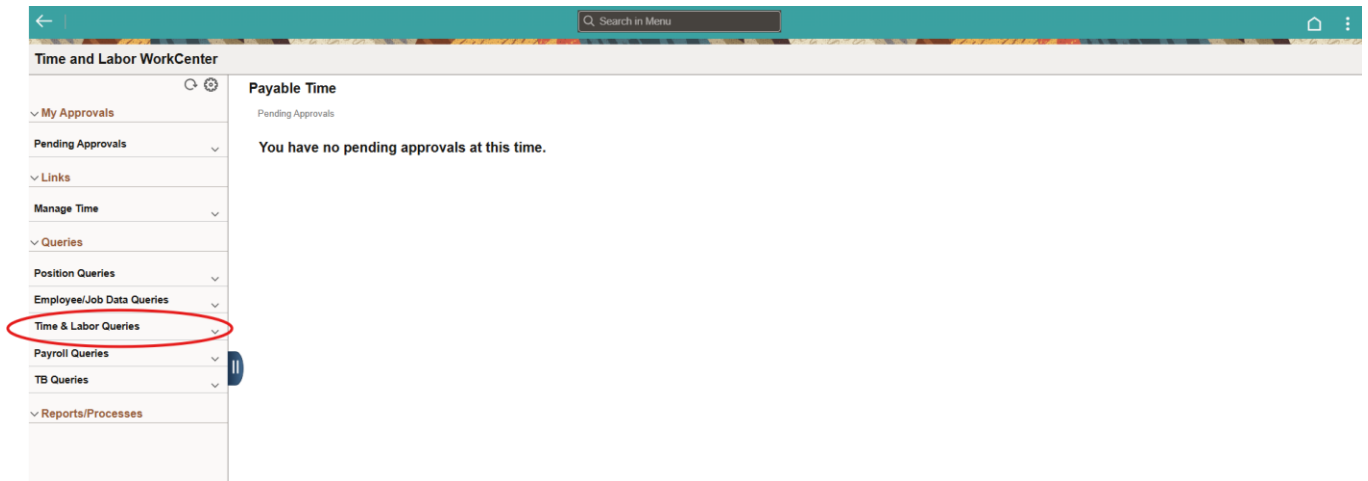 Search in Menu
Time and Labor WorkCenter
My Approvals
Pending Approvals
Links
Manage Time
Queries
Position Queries
Employee/Job Data Queries
Time & Labor Queries
Payroll Queries
TB Queries
Reports/Processes
Payable Time
Pending Approvals
You have no pending approvals at this time.